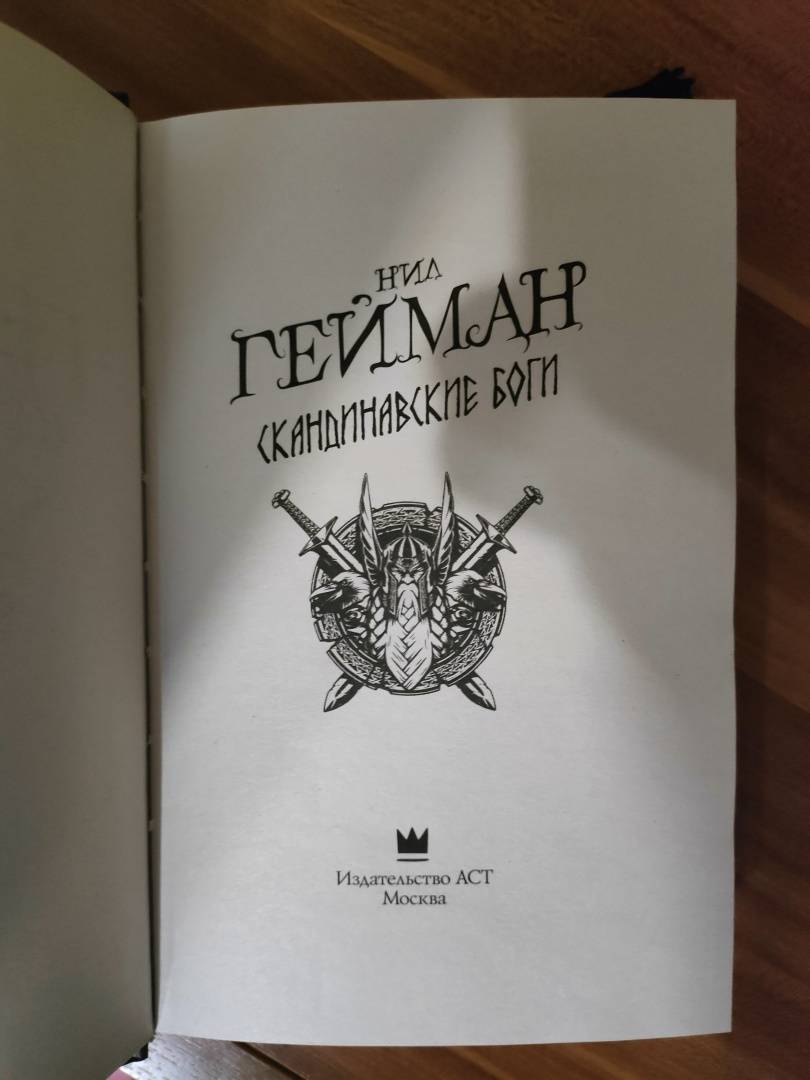 НИЛ
ГЕЙМАН
СКАНДИНАВСКИЕ БОГИ
Издательство АСТ
Москва